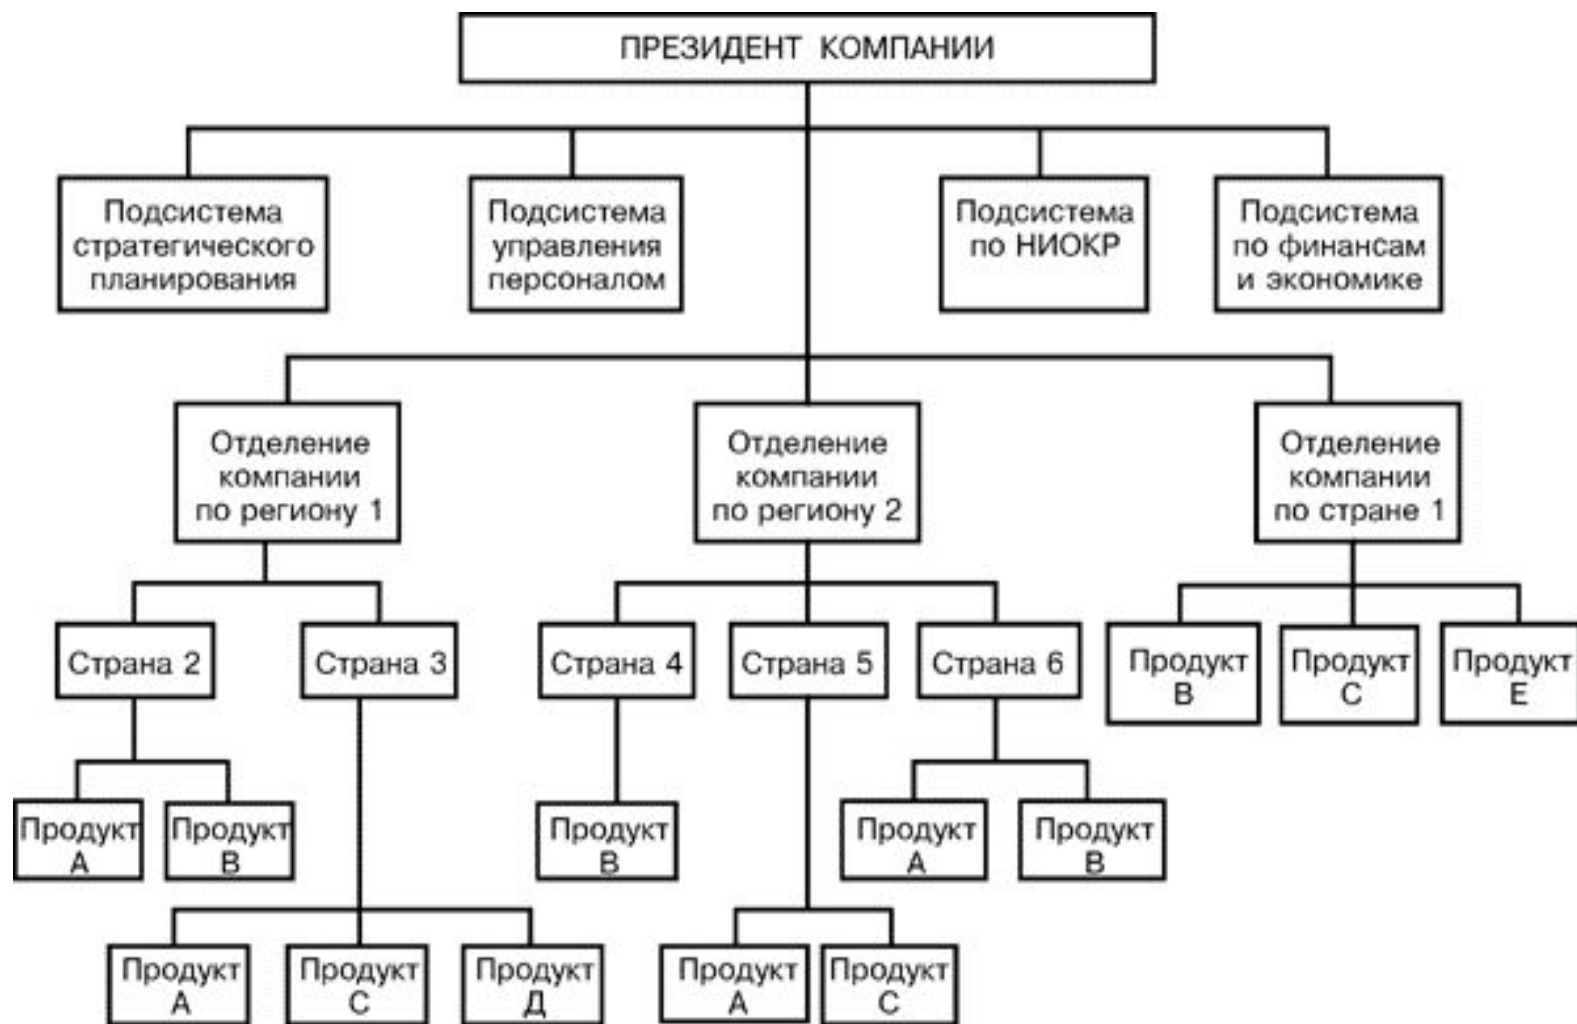 ПРЕЗИДЕНТ КОМПАНИИ
Подсистема
стратегического
планирования
Подсистема
управления
персоналом
Подсистема
по НИОКР
Подсистема
по финансам
и экономике
Отделение
компании
по региону 1
Отделение
компании
по региону 2
Отделение
компании
по стране 1
Страна 2
Страна 3
Страна 4
Страна 5
Страна 6
Продукт
В
Продукт
С
Продукт
Е
Продукт
А
Продукт
В
Продукт
В
Продукт
А
Продукт
В
Продукт
А
Продукт
С
Продукт
Д
Продукт
А
Продукт
С